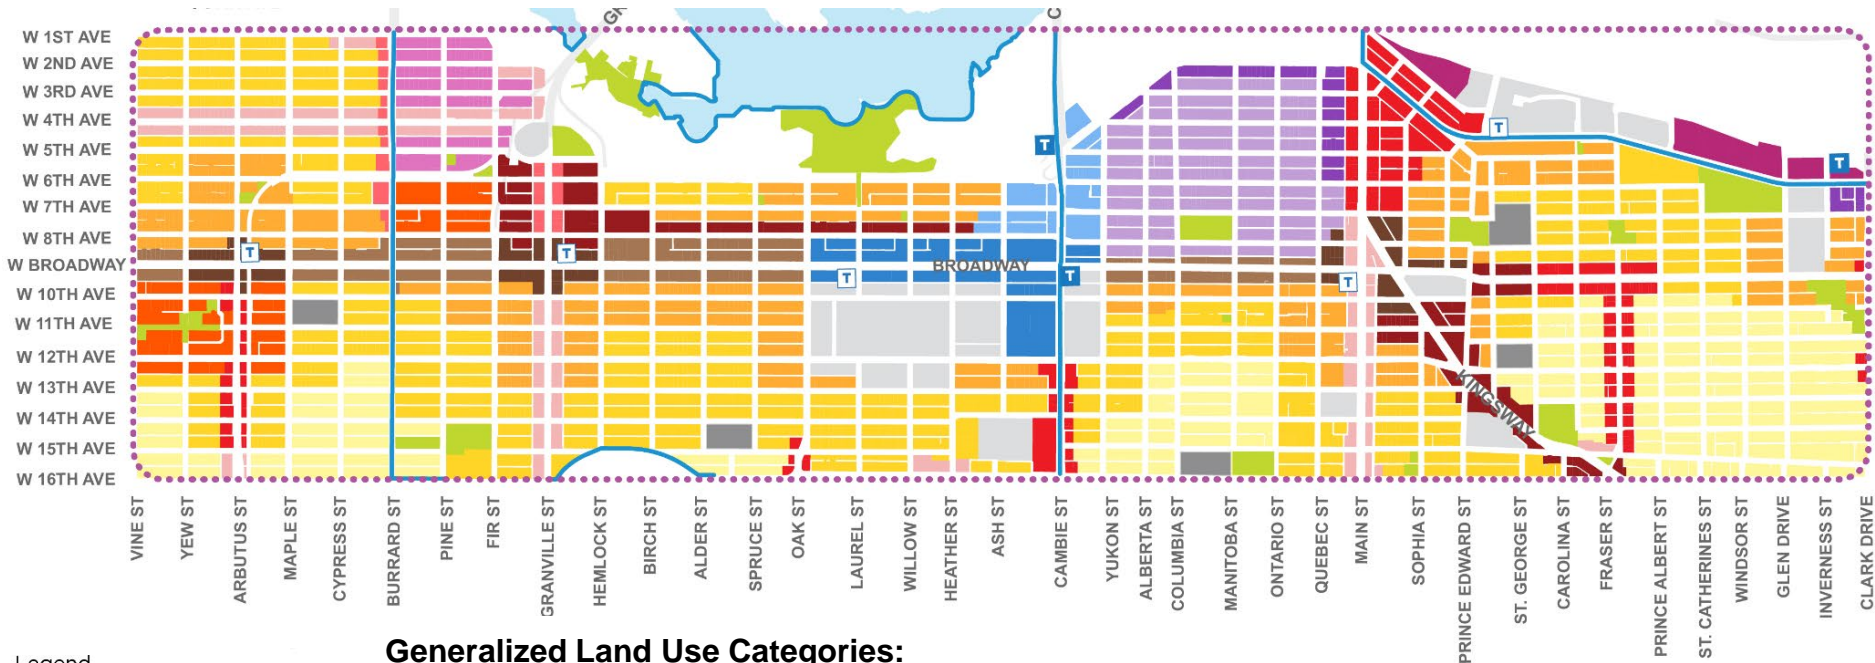 W 1ST AVE
W 2ND AVE
W 3RD AVE
W 4TH AVE
W 5TH AVE
W 6TH AVE
W 7TH AVE
W 8TH AVE
W BROADWAY
W 10TH AVE
W 11TH AVE
W 12TH AVE
W 13TH AVE
W 14TH AVE
W 15TH AVE
W 16TH AVE
T
T
T
T
T
T
T
T
BROADWAY
KINGSWAY
VINE ST
YEW ST
ARBUTUS ST
MAPLE ST
CYPRESS ST
BURRARD ST
PINE ST
FIR ST
GRANVILLE ST
HEMLOCK ST
BIRCH ST
ALDER ST
SPRUCE ST
OAK ST
LAUREL ST
WILLOW ST
HEATHER ST
ASH ST
CAMBIE ST
YUKON ST
ALBERTA ST
COLUMBIA ST
MANITOBA ST
ONTARIO ST
QUEBEC ST
MAIN ST
SOPHIA ST
PRINCE EDWARD ST
ST. GEORGE ST
CAROLINA ST
FRASER ST
PRINCE ALBERT ST
ST. CATHERINES ST
WINDSOR ST
GLEN DRIVE
INVERNESS ST
CLARK DRIVE
Legend
Generalized Land Use Categories: